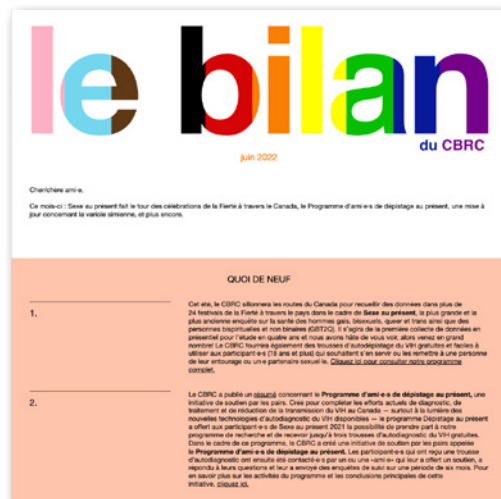 le bilan
du CBRC
juin 2022
Cher/chère ami·e,
Ce mois-ci : Sexe au présent fait le tour des célébrations de la Fierté à travers le Canada, le Programme d'ami·e·s de dépistage au présent, une mise à
jour concernant la variole simienne, et plus encore.
QUOI DE NEUF
1.
Cet été, le CBRC sillonnera les routes du Canada pour recueillir des données dans plus de
24 festivals de la Fierté à travers le pays dans le cadre de Sexe au présent, la plus grande et la
plus ancienne enquête sur la santé des hommes gais, bisexuels, queer et trans ainsi que des
personnes bispirituelles et non binaires (GBT2Q). Il s'agira de la première collecte de données en
présentiel pour l'étude en quatre ans et nous avons hâte de vous voir, alors venez en grand
nombre! Le CBRC fournira également des trousses d'autodépistage du VIH gratuites et faciles à
utiliser aux participant·e·s (18 ans et plus) qui souhaitent s'en servir ou les remettre à une personne
de leur entourage ou un·e partenaire sexuel·le. Cliquez ici pour consulter notre programme
complet.
2.
Le CBRC a publié un résumé concernant le Programme d'ami·e·s de dépistage au présent, une
initiative de soutien par les pairs. Créé pour compléter les efforts actuels de diagnostic, de
traitement et de réduction de la transmission du VIH au Canada — surtout à la lumière des
nouvelles technologies d'autodiagnostic du VIH disponibles — le programme Dépistage au présent
a offert aux participant·e·s de Sexe au présent 2021 la possibilité de prendre part à notre
programme de recherche et de recevoir jusqu'à trois trousses d'autodiagnostic du VIH gratuites.
Dans le cadre de ce programme, le CBRC a créé une initiative de soutien par les pairs appelée
le Programme d'ami·e·s de dépistage au présent. Les participant·e·s qui ont reçu une trousse
d'autodiagnostic ont ensuite été contacté·e·s par un ou une «ami·e» qui leur a offert un soutien, a
répondu à leurs questions et leur a envoyé des enquêtes de suivi sur une période de six mois. Pour
en savoir plus sur les activités du programme et les conclusions principales de cette
initiative, cliquez ici.